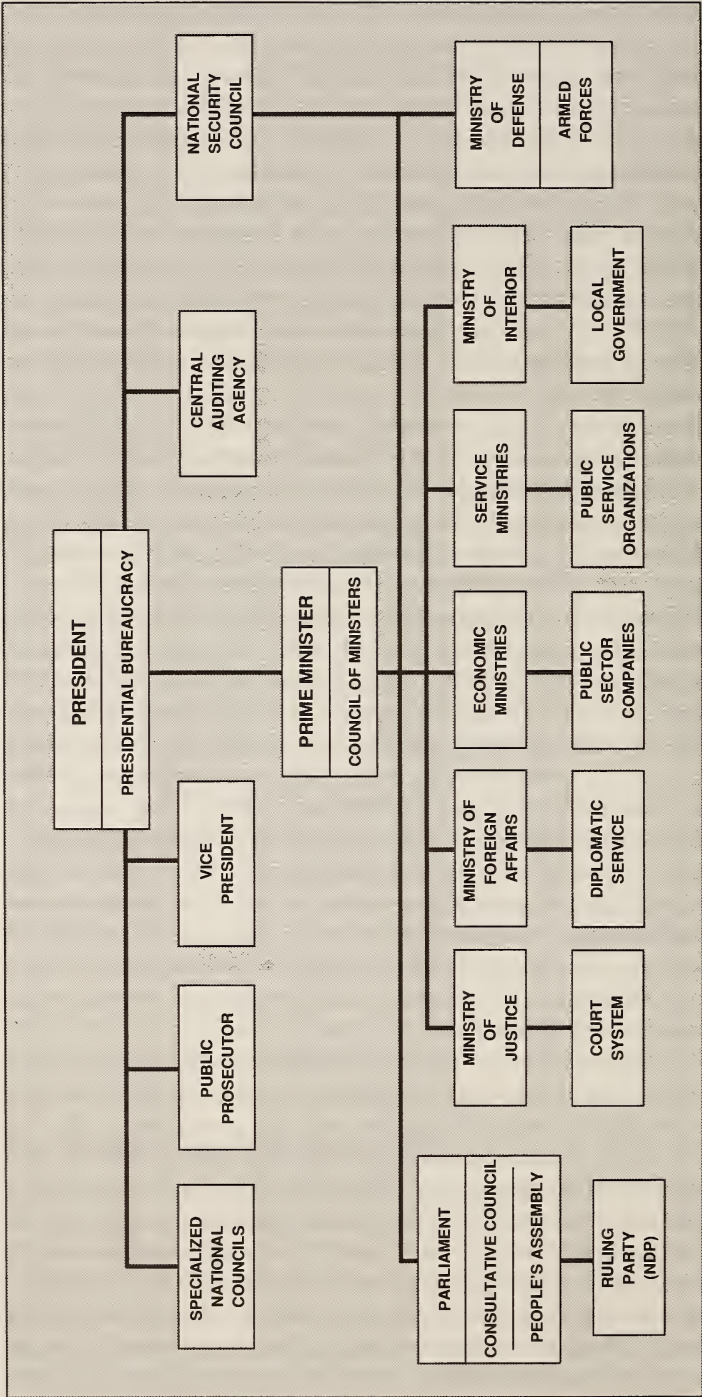 PRESIDENT
PRESIDENTIAL BUREAUCRACY
SPECIALIZED
NATIONAL
COUNCILS
PUBLIC
PROSECUTOR
VICE
PRESIDENT
CENTRAL
AUDITING
AGENCY
NATIONAL
SECURITY
COUNCIL
PRIME MINISTER
COUNCIL OF MINISTERS
PARLIAMENT
CONSULTATIVE COUNCIL
PEOPLE'S ASSEMBLY
RULING
PARTY
(NDP)
MINISTRY
OF
JUSTICE
COURT
SYSTEM
MINISTRY OF
FOREIGN
AFFAIRS
DIPLOMATIC
SERVICE
ECONOMIC
MINISTRIES
PUBLIC
SECTOR
COMPANIES
SERVICE
MINISTRIES
PUBLIC
SERVICE
ORGANIZATIONS
MINISTRY
OF
INTERIOR
LOCAL
GOVERNMENT
MINISTRY
OF
DEFENSE
ARMED
FORCES